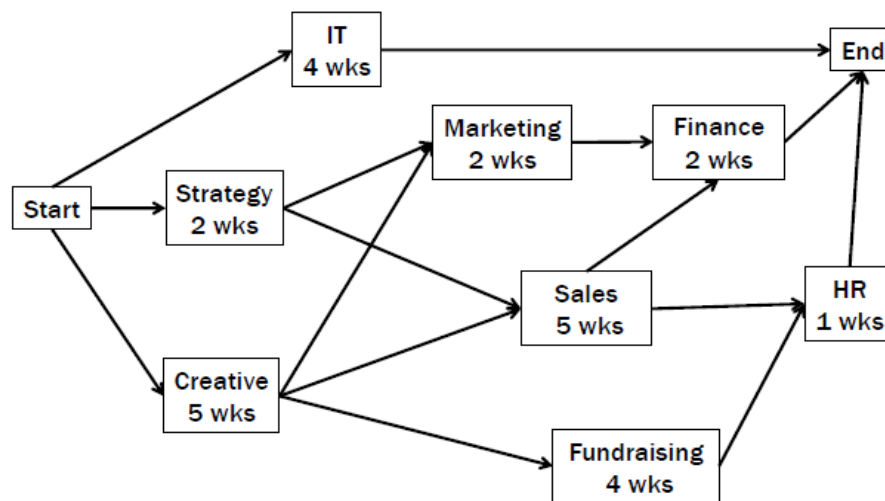 IT
4 wks
End
Marketing
2 wks
Finance
2 wks
Start
Strategy
2 wks
Sales
5 wks
HR
1 wks
Creative
5 wks
Fundraising
4 wks